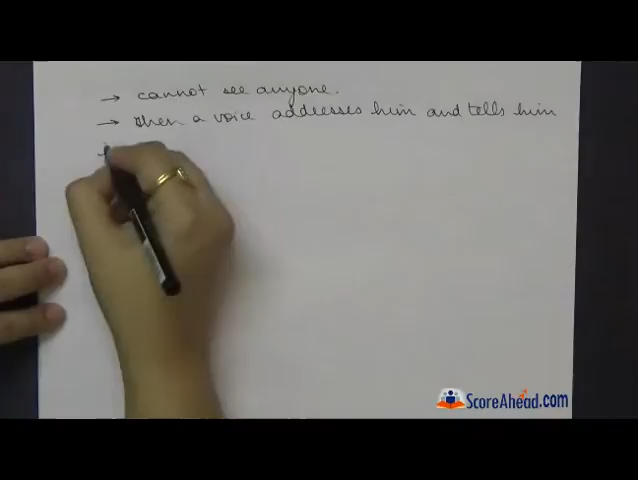 → cannot see anyone.
→ then a voice addresses him and tells him
ScoreAhead.com